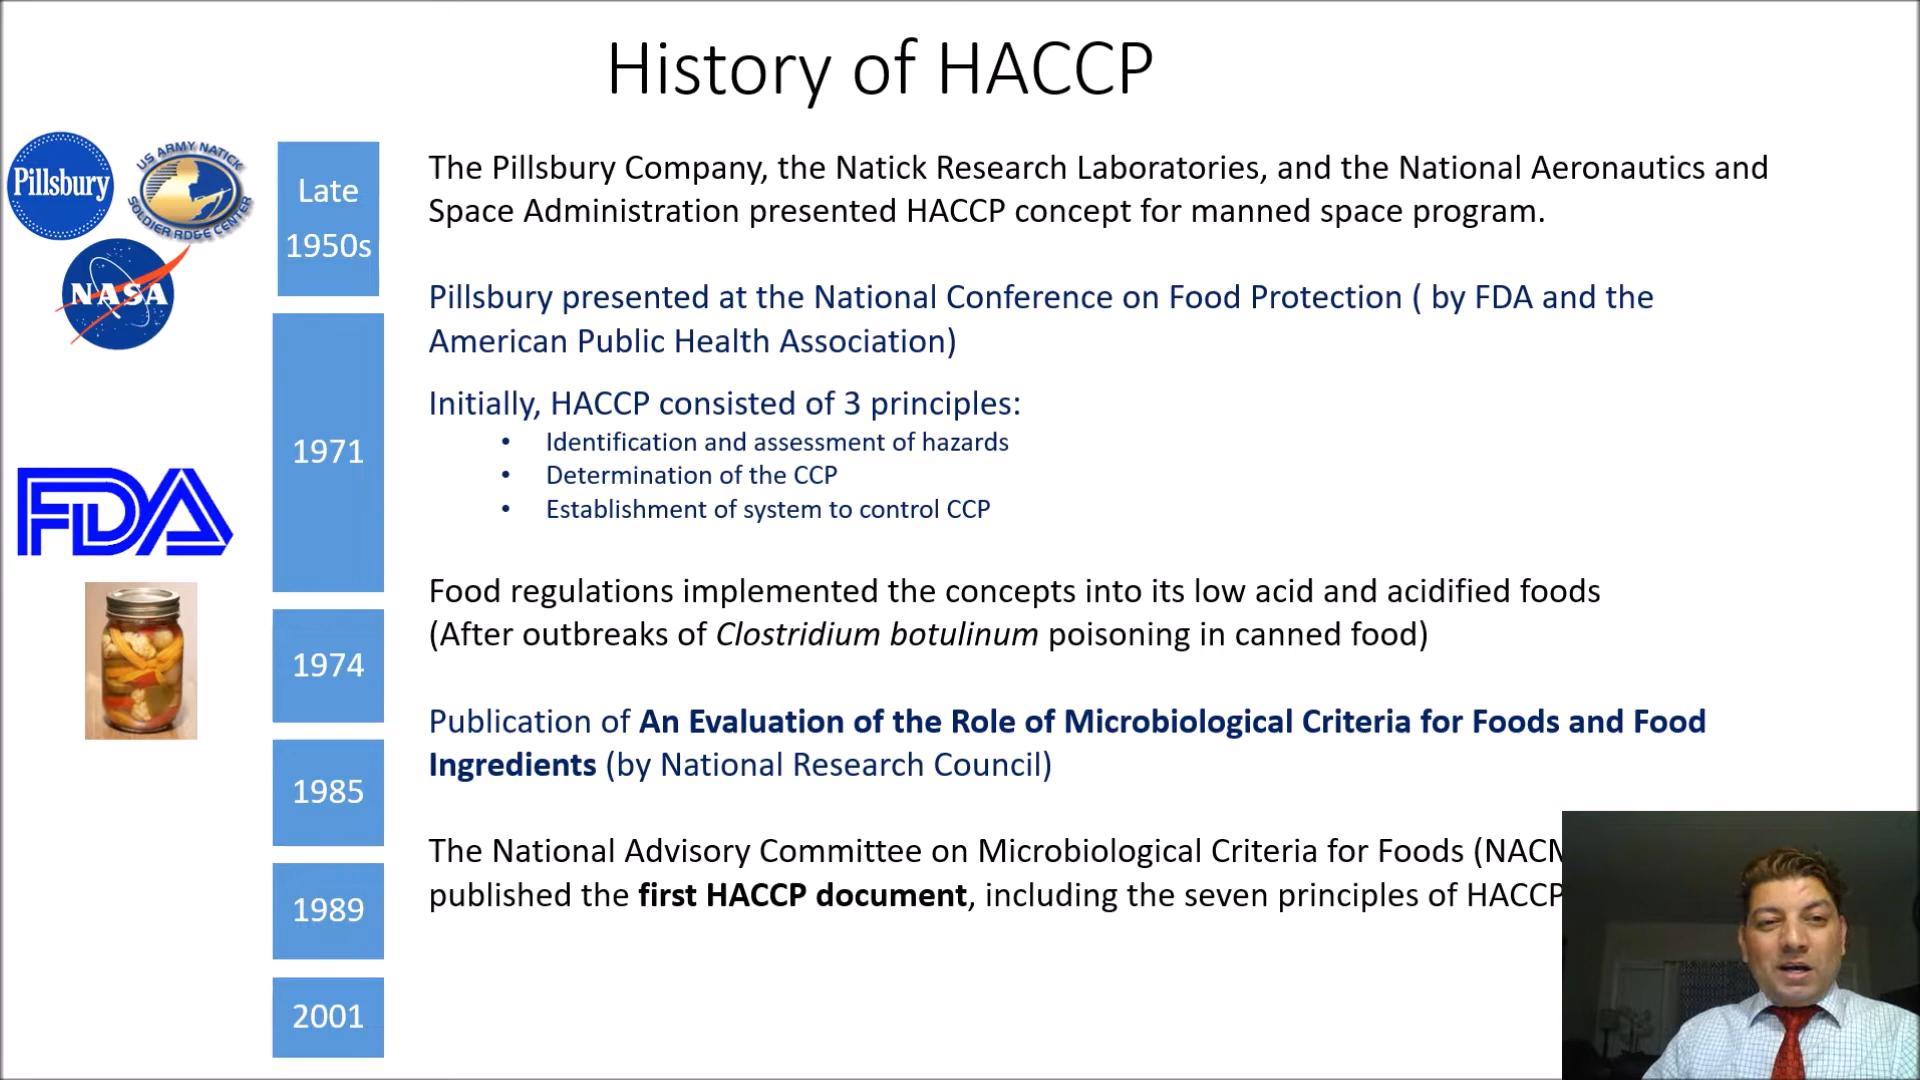 History of HACCP
Pillsbury
US ARMY NATICK
SOLDIER RD&E CENTER
NASA
Late
1950s
The Pillsbury Company, the Natick Research Laboratories, and the National Aeronautics and
Space Administration presented HACCP concept for manned space program.
1971
Pillsbury presented at the National Conference on Food Protection ( by FDA and the
American Public Health Association)
Initially, HACCP consisted of 3 principles:
• Identification and assessment of hazards
• Determination of the CCP
• Establishment of system to control CCP
FDA
1974
Food regulations implemented the concepts into its low acid and acidified foods
(After outbreaks of Clostridium botulinum poisoning in canned food)
1985
Publication of An Evaluation of the Role of Microbiological Criteria for Foods and Food
Ingredients (by National Research Council)
1989
The National Advisory Committee on Microbiological Criteria for Foods (NACM
published the first HACCP document, including the seven principles of HACCP
2001